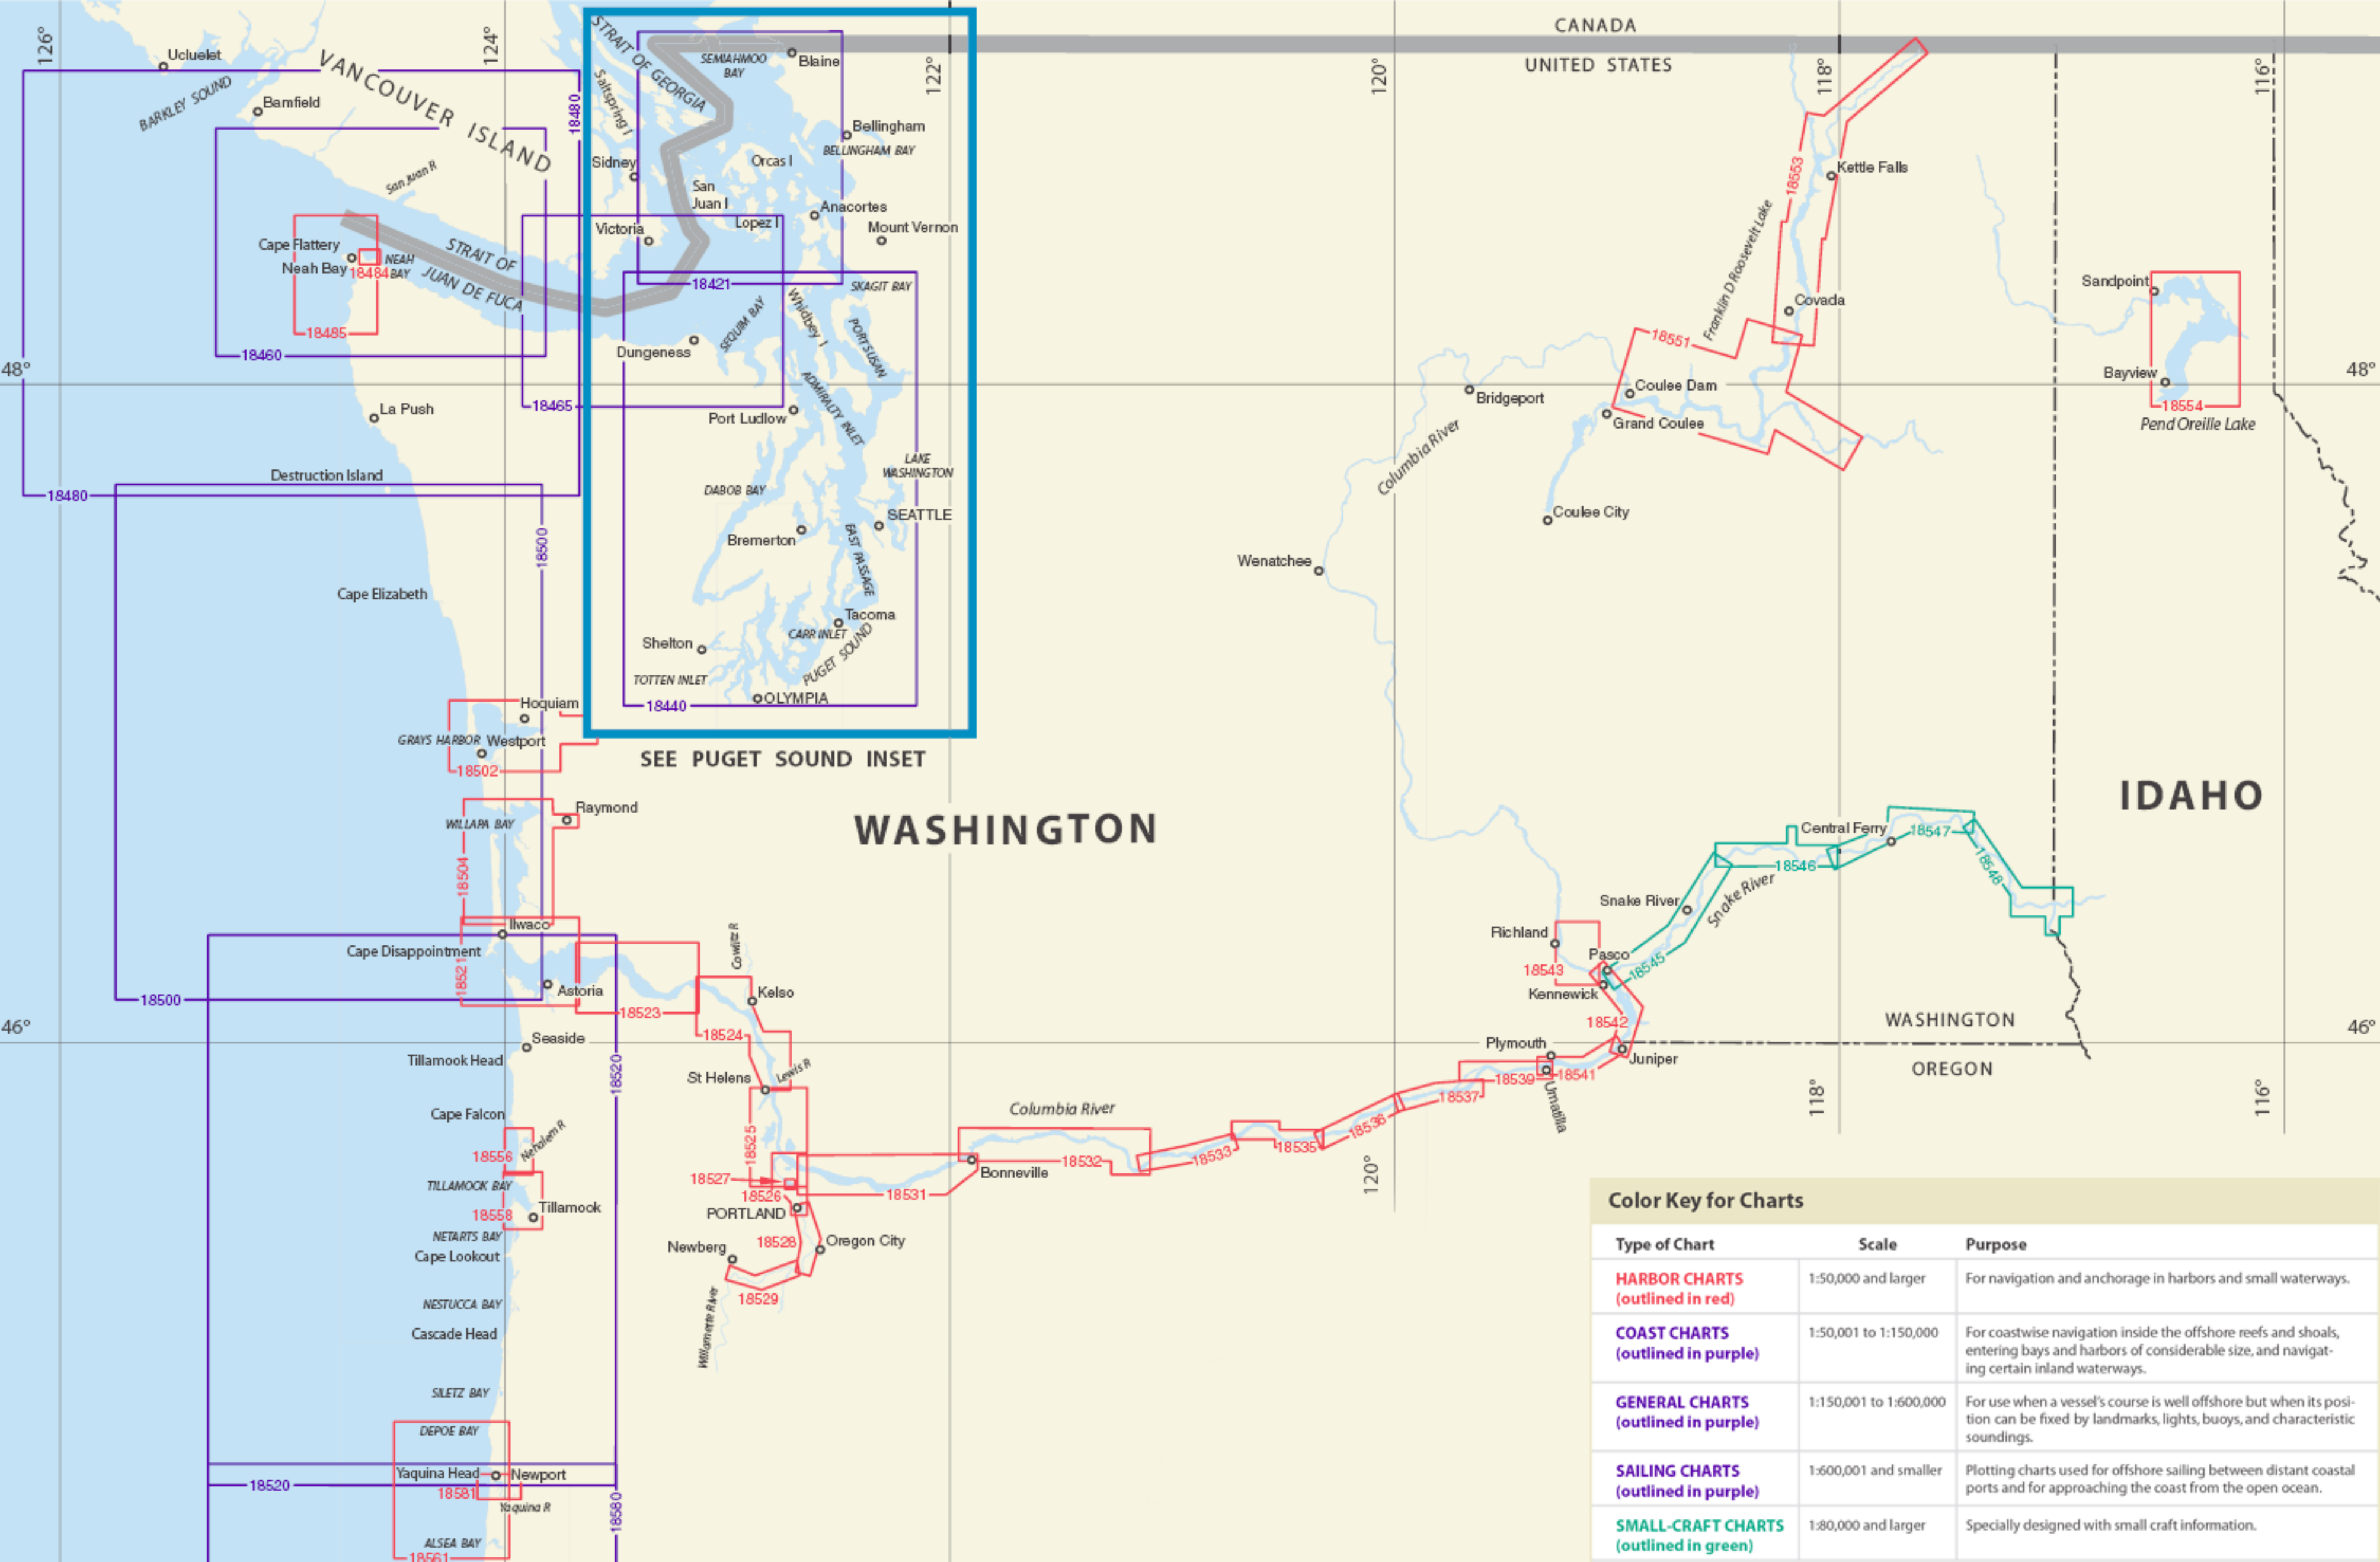 126°
124°
122°
120°
118°
116°
CANADA
UNITED STATES
Ucluelet
BARKLEY SOUND
Bamfield
VANCOUVER ISLAND
18480
San Juan R
STRAIT OF GEORGIA
Saltspring I
SEMIAHMOO
BAY
Blaine
Bellingham
BELLINGHAM BAY
Sidney
Orcas I
San
Juan I
Anacortes
Lopez I
Victoria
Mount Vernon
Cape Flattery
Neah Bay
NEAH
BAY
18484
STRAIT OF
JUAN DE FUCA
18485
18460
18421
SKAGIT BAY
SEQUIM BAY
Whidbey I
PORT SUSAN
Dungeness
ADMIRALTY INLET
48°
18465
Port Ludlow
La Push
Destruction Island
18480
LAKE
WASHINGTON
DABOB BAY
SEATTLE
Bremerton
EAST PASSAGE
18500
Cape Elizabeth
Tacoma
CARR INLET
PUGET SOUND
Shelton
TOTTEN INLET
OLYMPIA
18440
SEE PUGET SOUND INSET
Hoquiam
GRAYS HARBOR
Westport
18502
Raymond
WILLAPA BAY
18504
WASHINGTON
IDAHO
18553
Kettle Falls
Franklin D Roosevelt Lake
Covada
18551
Coulee Dam
Grand Coulee
Bridgeport
Columbia River
Coulee City
Wenatchee
Sandpoint
Bayview
18554
Pend Oreille Lake
48°
Central Ferry
18547
18546
18548
Snake River
Snake River
Richland
Pasco
18543
18545
Kennewick
18542
WASHINGTON
OREGON
46°
Plymouth
Juniper
18541
18539
Umatilla
18537
18536
18535
18533
118°
116°
120°
Ilwaco
Cape Disappointment
18521
Astoria
18500
18523
Cowlitz R
Kelso
18524
46°
Seaside
Tillamook Head
18520
St Helens
Lewis R
Cape Falcon
18556
Nehalem R
18525
Columbia River
TILLAMOOK BAY
18558
Tillamook
NETARTS BAY
Cape Lookout
18527
18526
PORTLAND
18531
Bonneville
18532
18528
Oregon City
Newberg
18529
Willamette River
NESTUCCA BAY
Cascade Head
SILETZ BAY
DEPOE BAY
Yaquina Head
Newport
18520
18581
Yaquina R
18580
ALSEA BAY
18561
Color Key for Charts
Type of Chart Scale Purpose
HARBOR CHARTS 1:50,000 and larger For navigation and anchorage in harbors and small waterways.
(outlined in red)
COAST CHARTS 1:50,001 to 1:150,000 For coastwise navigation inside the offshore reefs and shoals,
(outlined in purple) entering bays and harbors of considerable size, and navigat-
ing certain inland waterways.
GENERAL CHARTS 1:150,001 to 1:600,000 For use when a vessel's course is well offshore but when its posi-
(outlined in purple) tion can be fixed by landmarks, lights, buoys, and characteristic
soundings.
SAILING CHARTS 1:600,001 and smaller Plotting charts used for offshore sailing between distant coastal
(outlined in purple) ports and for approaching the coast from the open ocean.
SMALL-CRAFT CHARTS 1:80,000 and larger Specially designed with small craft information.
(outlined in green)